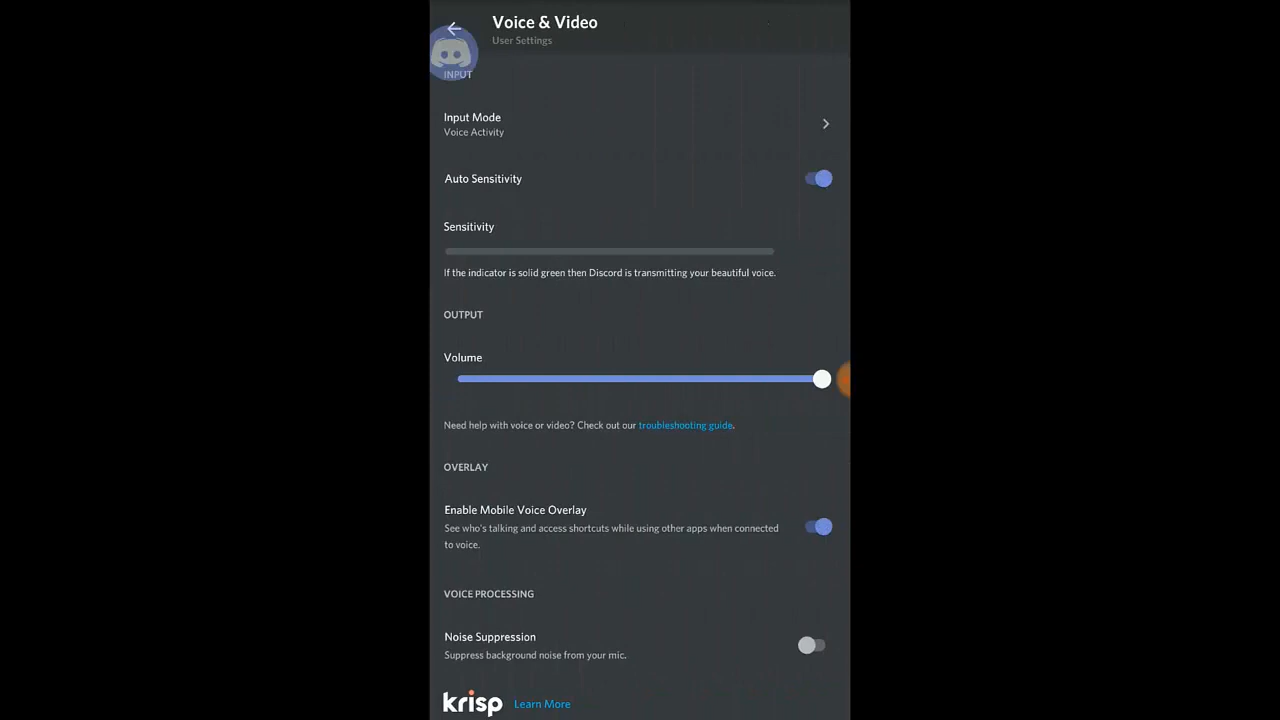 Voice & Video
User Settings
INPUT
Input Mode
Voice Activity
Auto Sensitivity
Sensitivity
If the indicator is solid green then Discord is transmitting your beautiful voice.
OUTPUT
Volume
Need help with voice or video? Check out our troubleshooting guide.
OVERLAY
Enable Mobile Voice Overlay
See who's talking and access shortcuts while using other apps when connected
to voice.
VOICE PROCESSING
Noise Suppression
Suppress background noise from your mic.
krisp Learn More